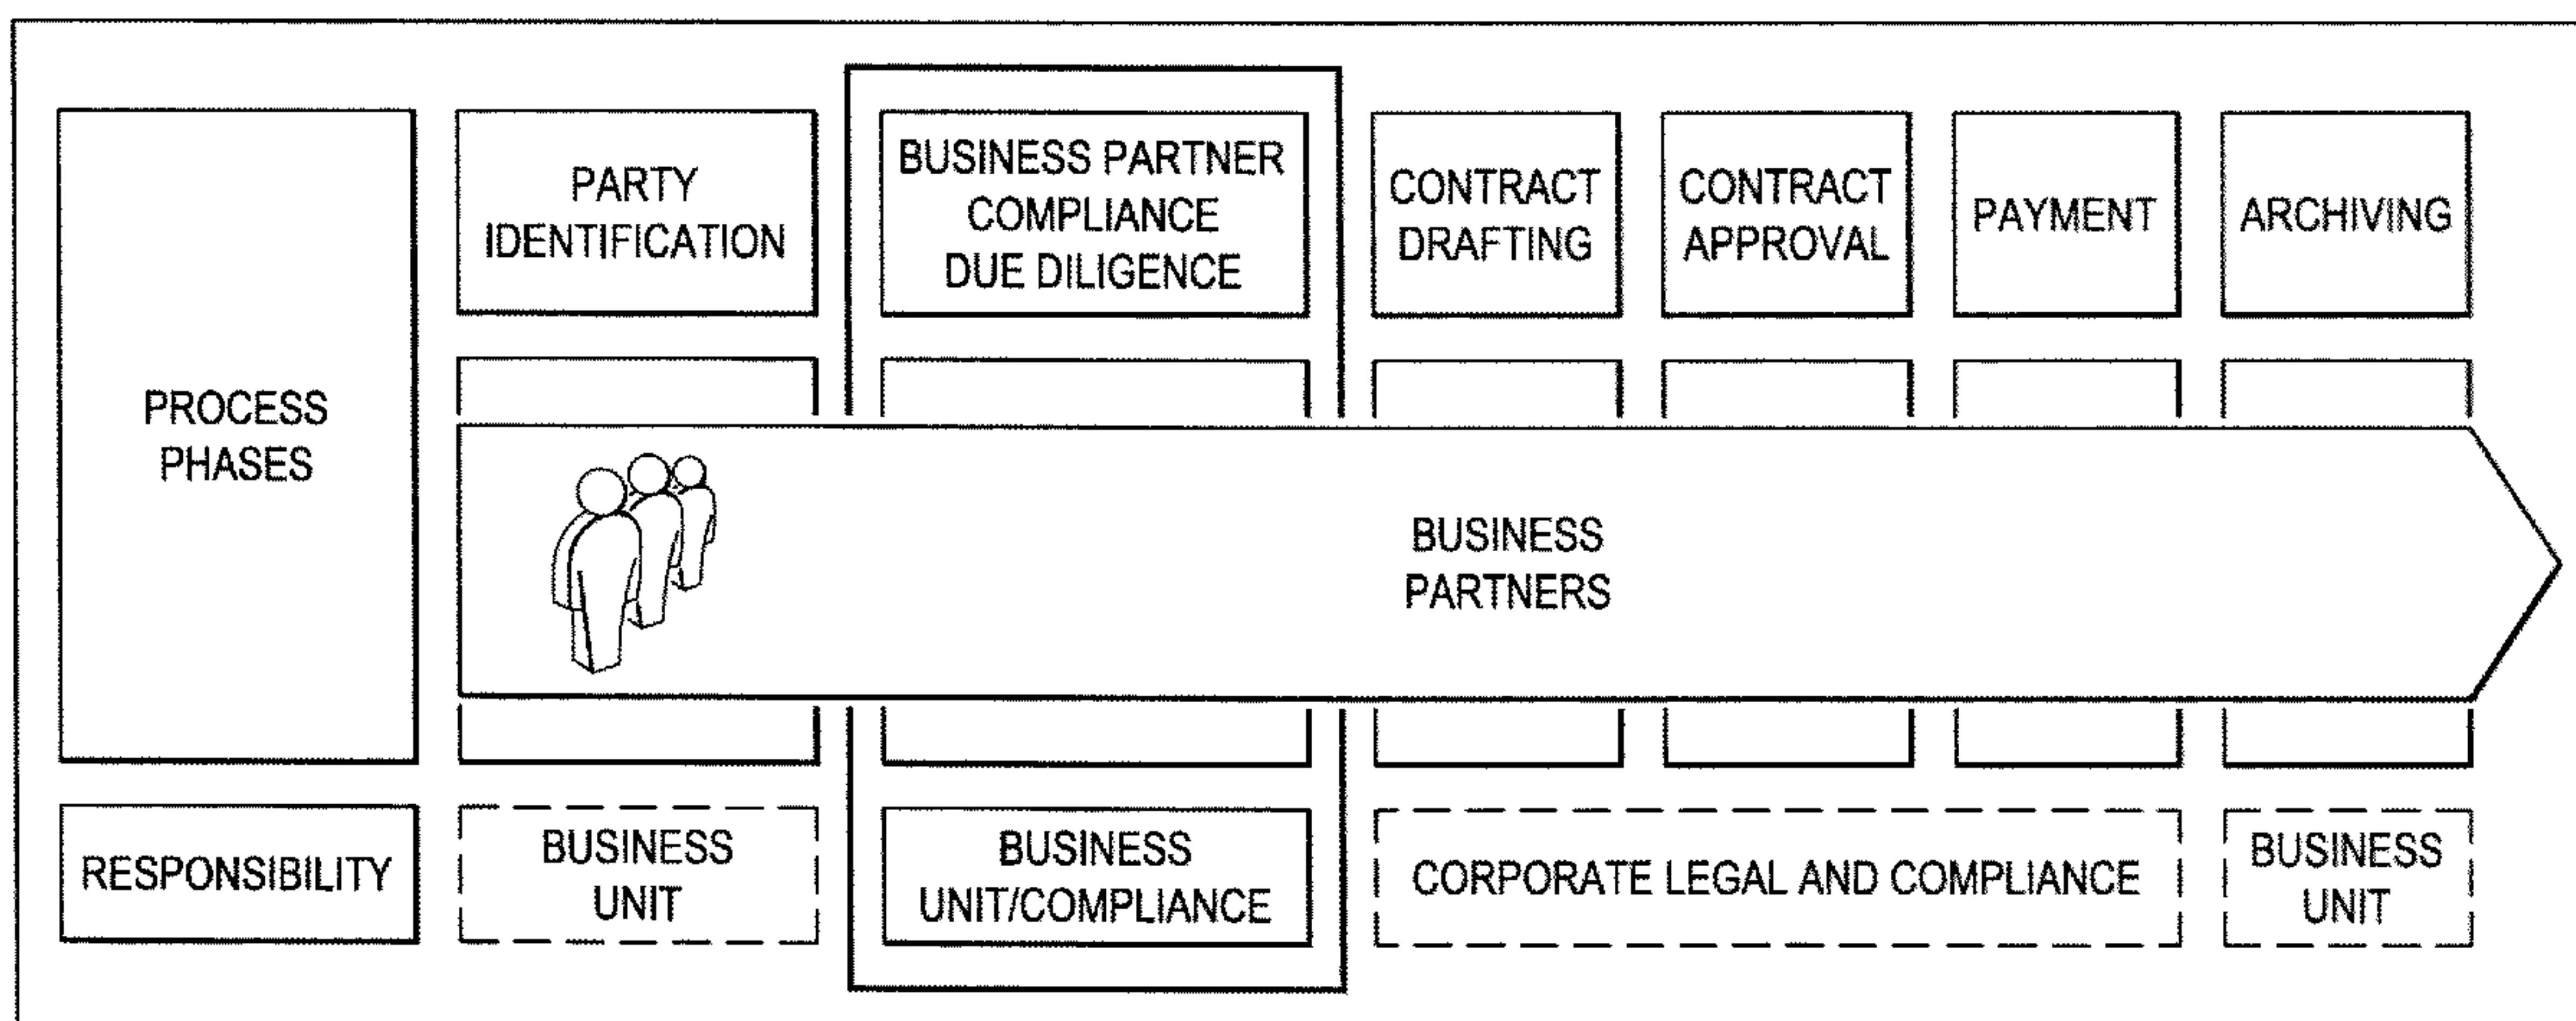 PROCESS
PHASES
PARTY
IDENTIFICATION
BUSINESS PARTNER
COMPLIANCE
DUE DILIGENCE
CONTRACT
DRAFTING
CONTRACT
APPROVAL
PAYMENT
ARCHIVING
BUSINESS
PARTNERS
RESPONSIBILITY
BUSINESS
UNIT
BUSINESS
UNIT/COMPLIANCE
CORPORATE LEGAL AND COMPLIANCE
BUSINESS
UNIT